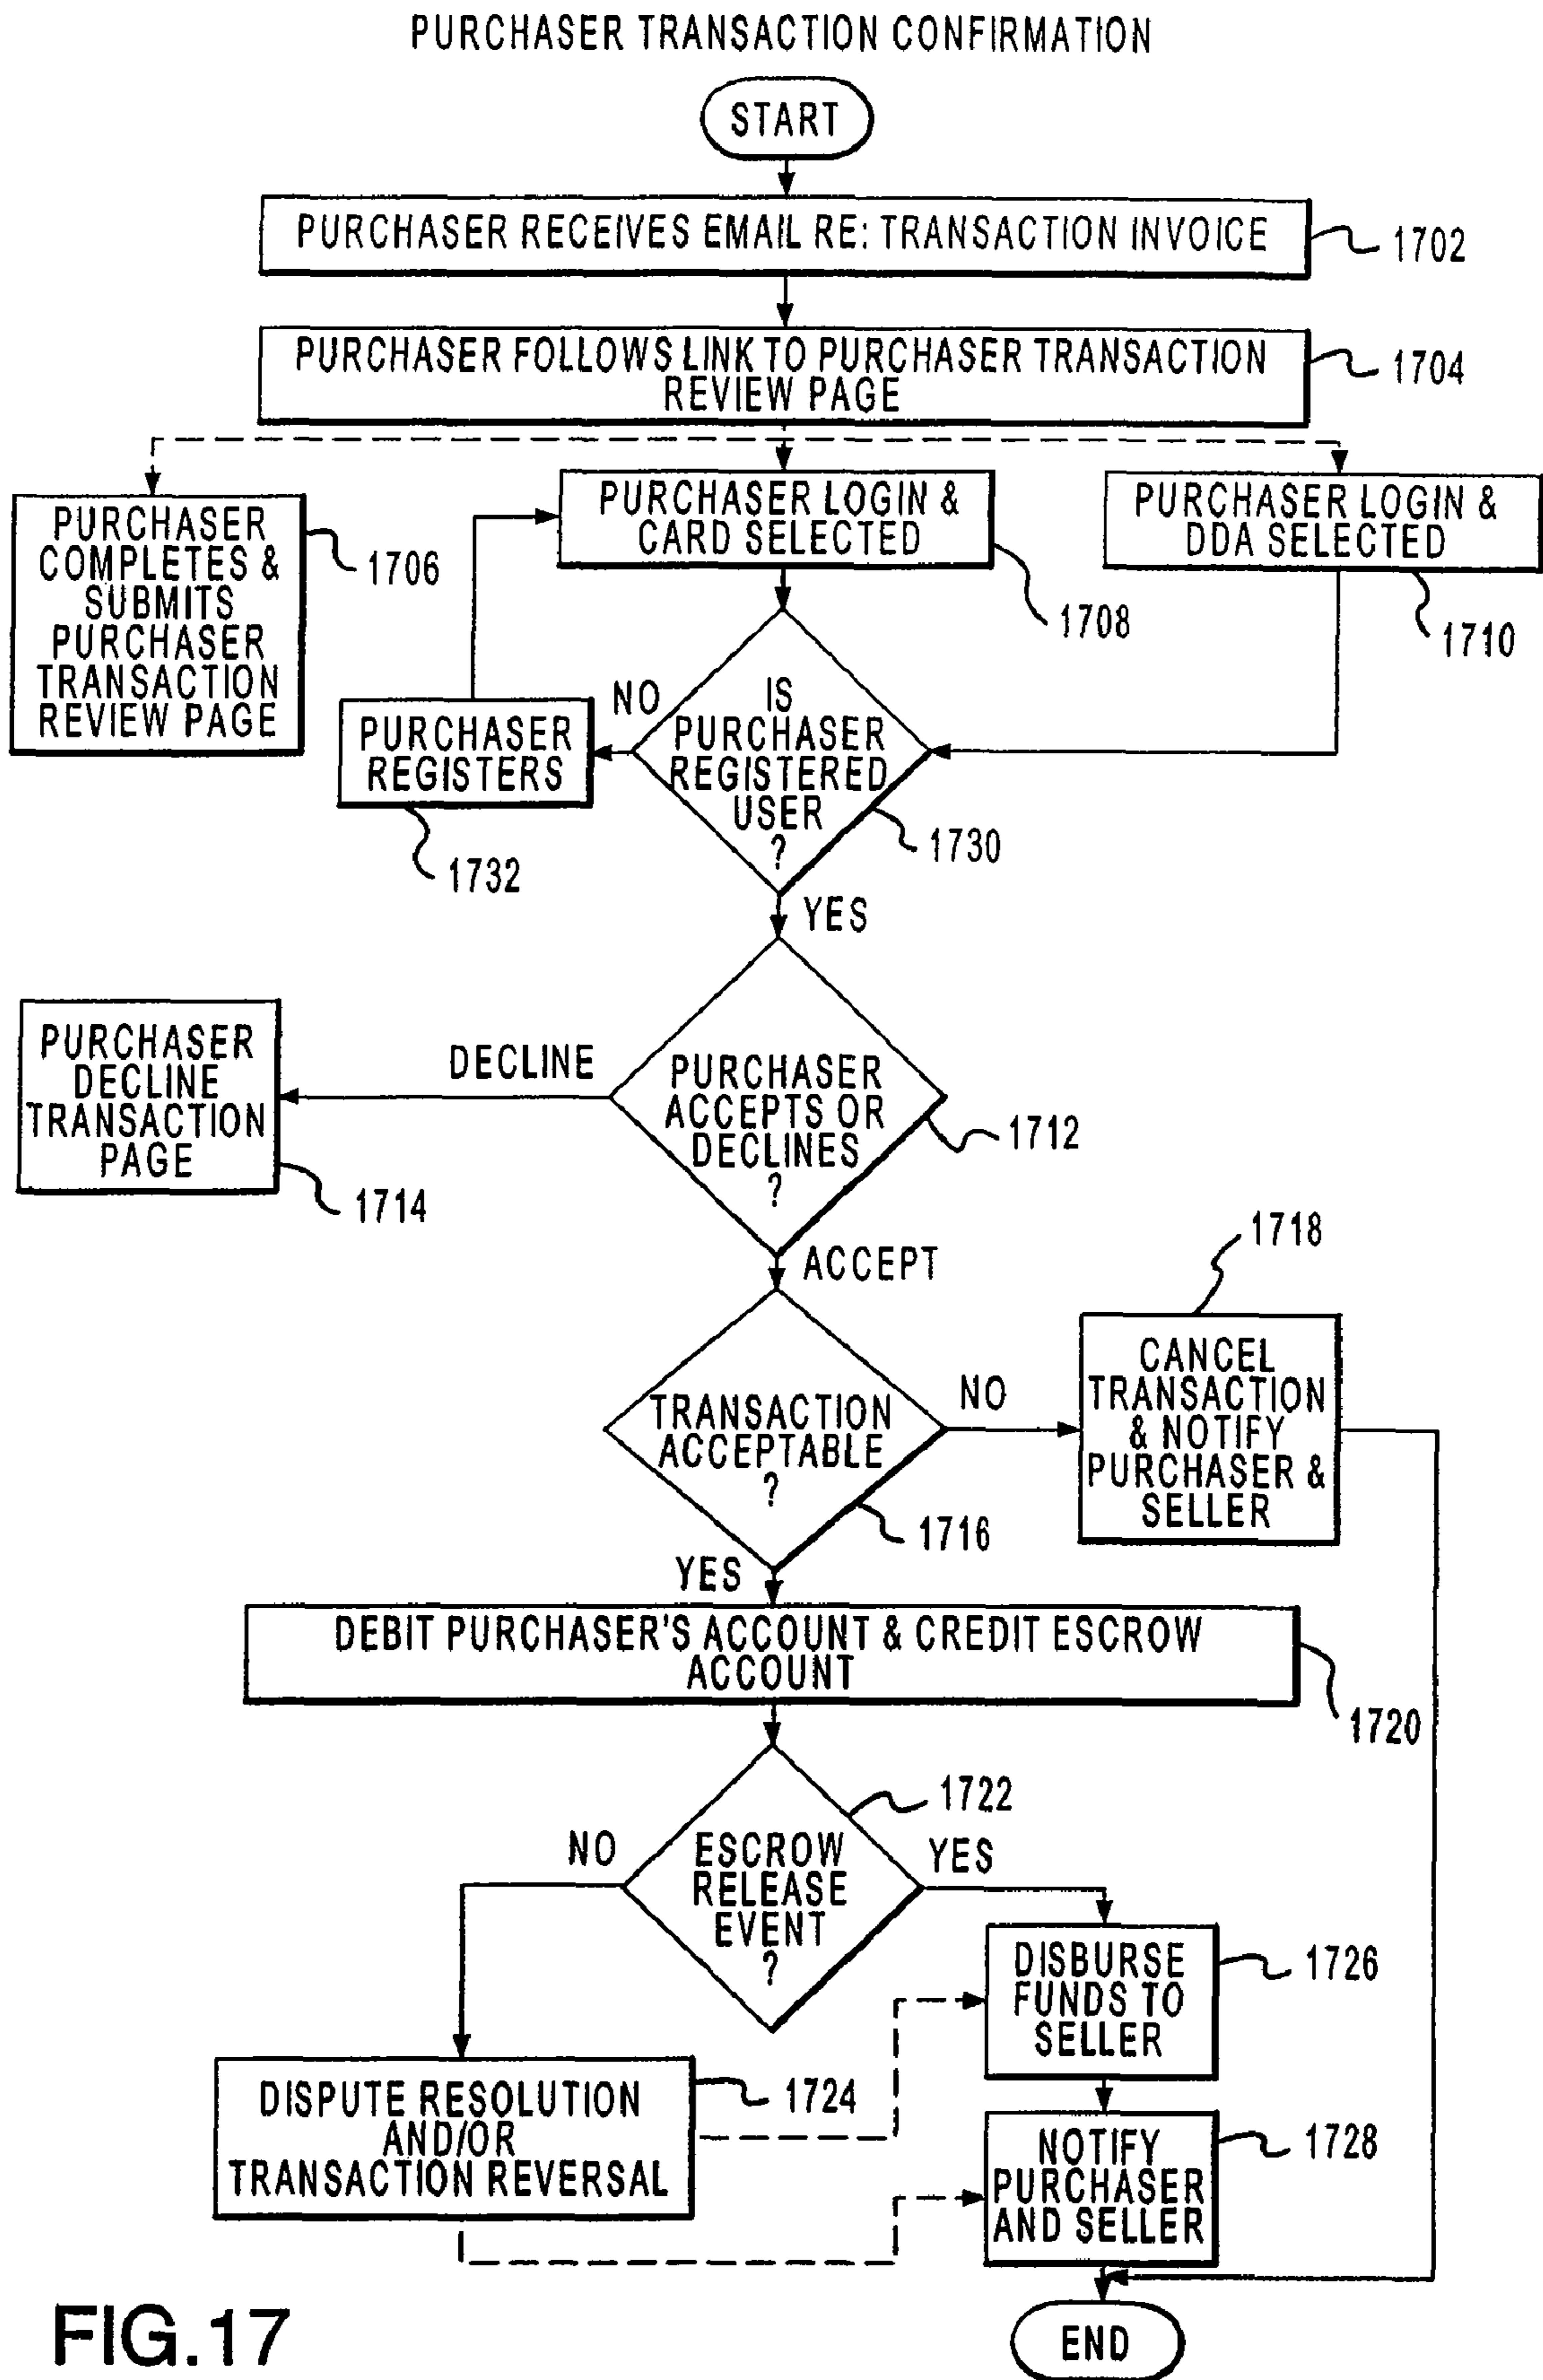 PURCHASER TRANSACTION CONFIRMATION
START
PURCHASER RECEIVES EMAIL RE: TRANSACTION INVOICE
1702
PURCHASER FOLLOWS LINK TO PURCHASER TRANSACTION
REVIEW PAGE
1704
PURCHASER
COMPLETES &
SUBMITS
PURCHASER
TRANSACTION
REVIEW PAGE
1706
PURCHASER LOGIN &
CARD SELECTED
1708
PURCHASER LOGIN &
DDA SELECTED
1710
NO
IS
PURCHASER
REGISTERED
USER
?
1730
PURCHASER
REGISTERS
1732
YES
PURCHASER
DECLINE
TRANSACTION
PAGE
1714
DECLINE
PURCHASER
ACCEPTS OR
DECLINES
?
1712
ACCEPT
1718
TRANSACTION
ACCEPTABLE
?
1716
NO
CANCEL
TRANSACTION
& NOTIFY
PURCHASER &
SELLER
YES
DEBIT PURCHASER'S ACCOUNT & CREDIT ESCROW
ACCOUNT
1720
1722
NO
ESCROW
RELEASE
EVENT
?
YES
DISBURSE
FUNDS TO
SELLER
1726
DISPUTE RESOLUTION
AND/OR
TRANSACTION REVERSAL
1724
NOTIFY
PURCHASER
AND SELLER
1728
END
FIG.17